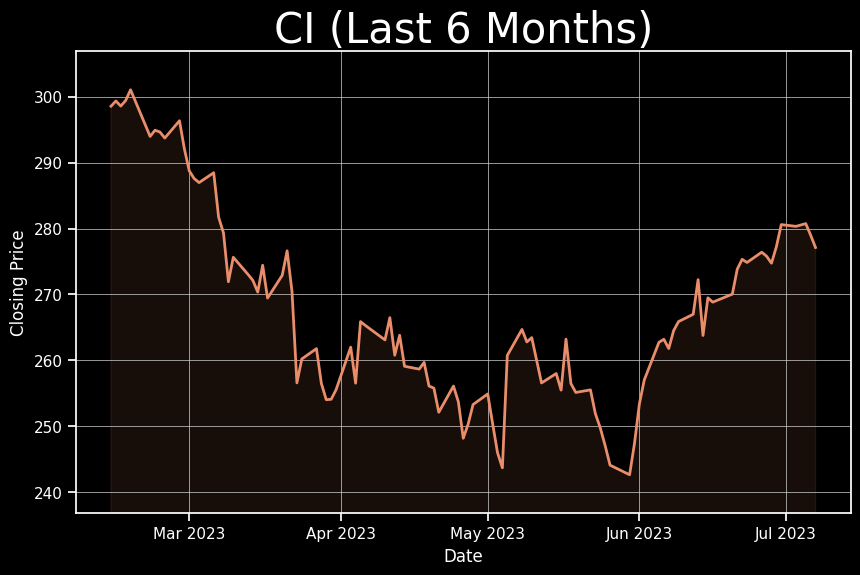 CI (Last 6 Months)
300
290
280
270
260
250
240
Closing Price
Mar 2023
Apr 2023
May 2023
Jun 2023
Jul 2023
Date